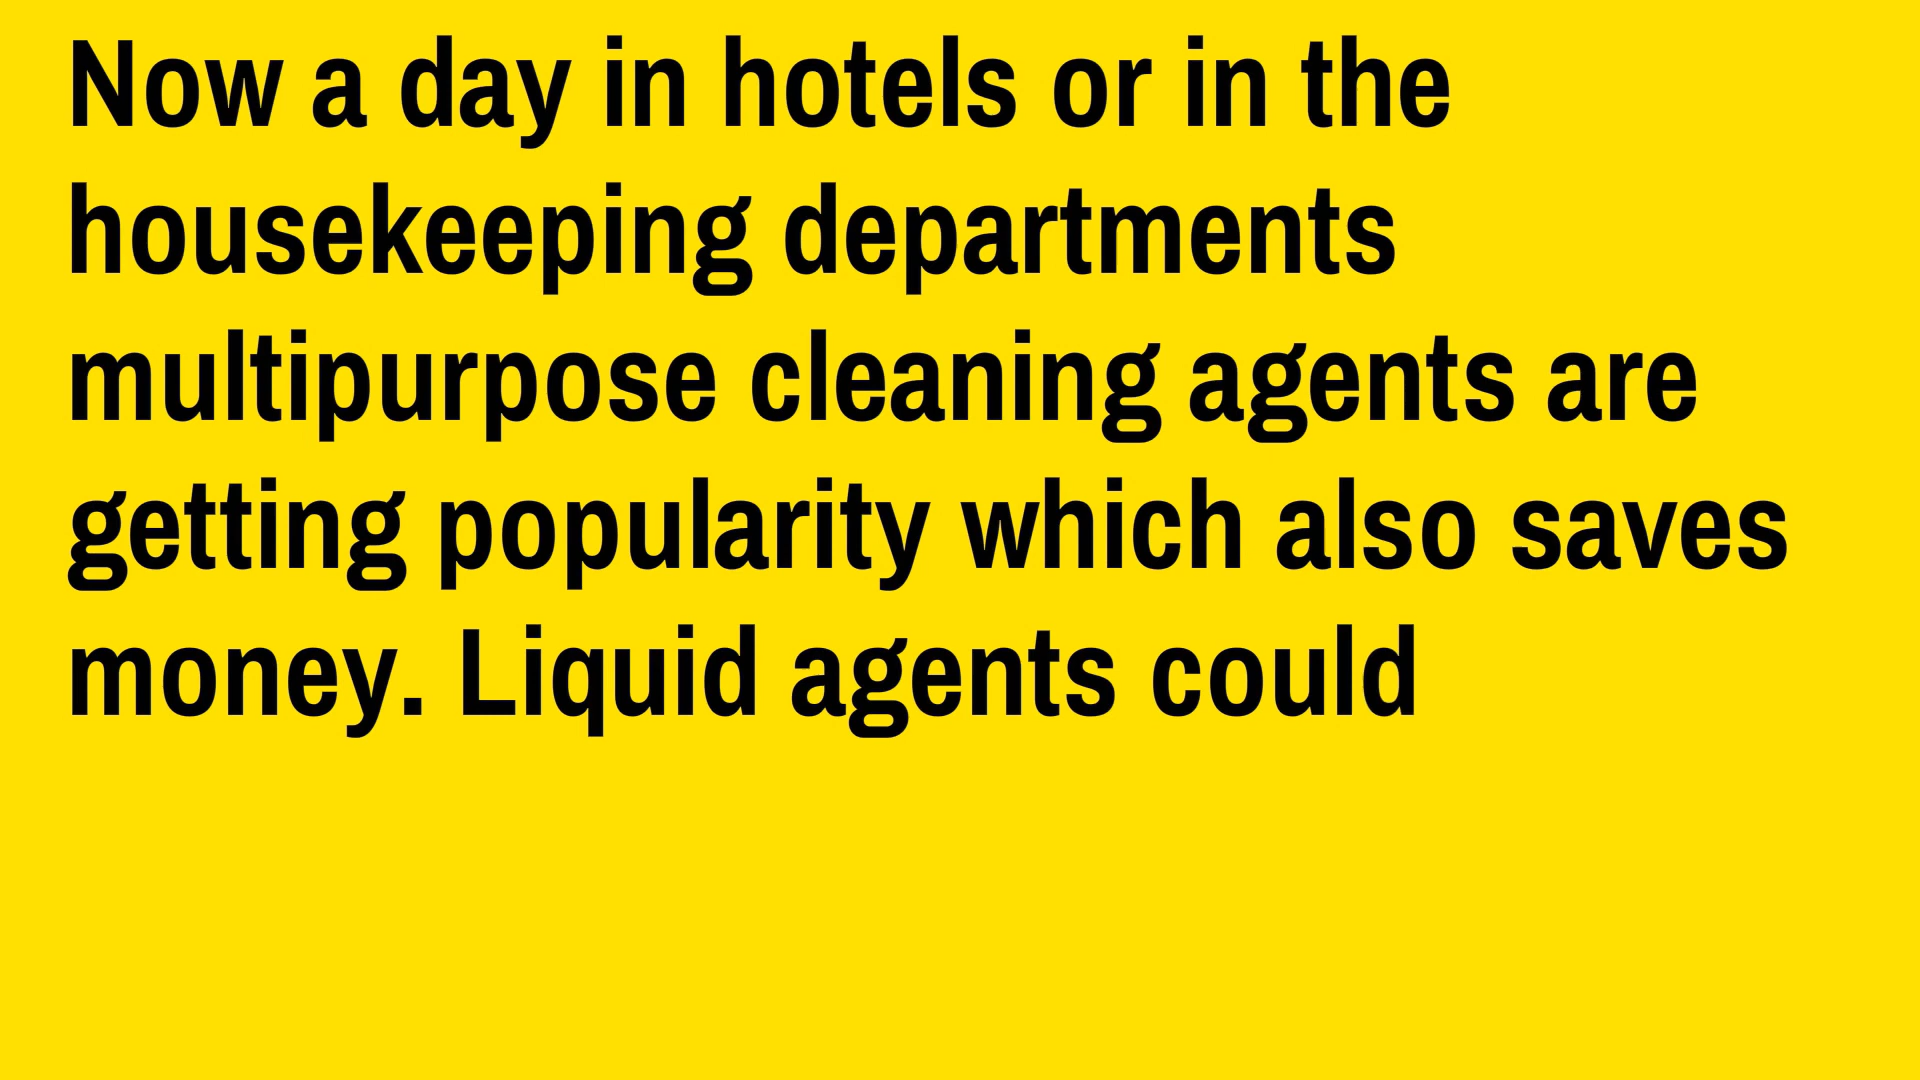 Now a day in hotels or in the
housekeeping departments
multipurpose cleaning agents are
getting popularity which also saves
money. Liquid agents could